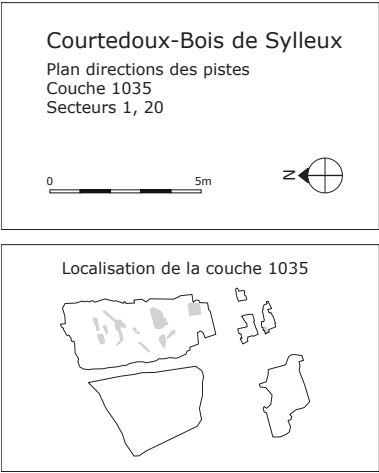 Courtedoux-Bois de Sylleux
Plan directions des pistes
Couche 1035
Secteurs 1, 20
0 5m
N
Localisation de la couche 1035